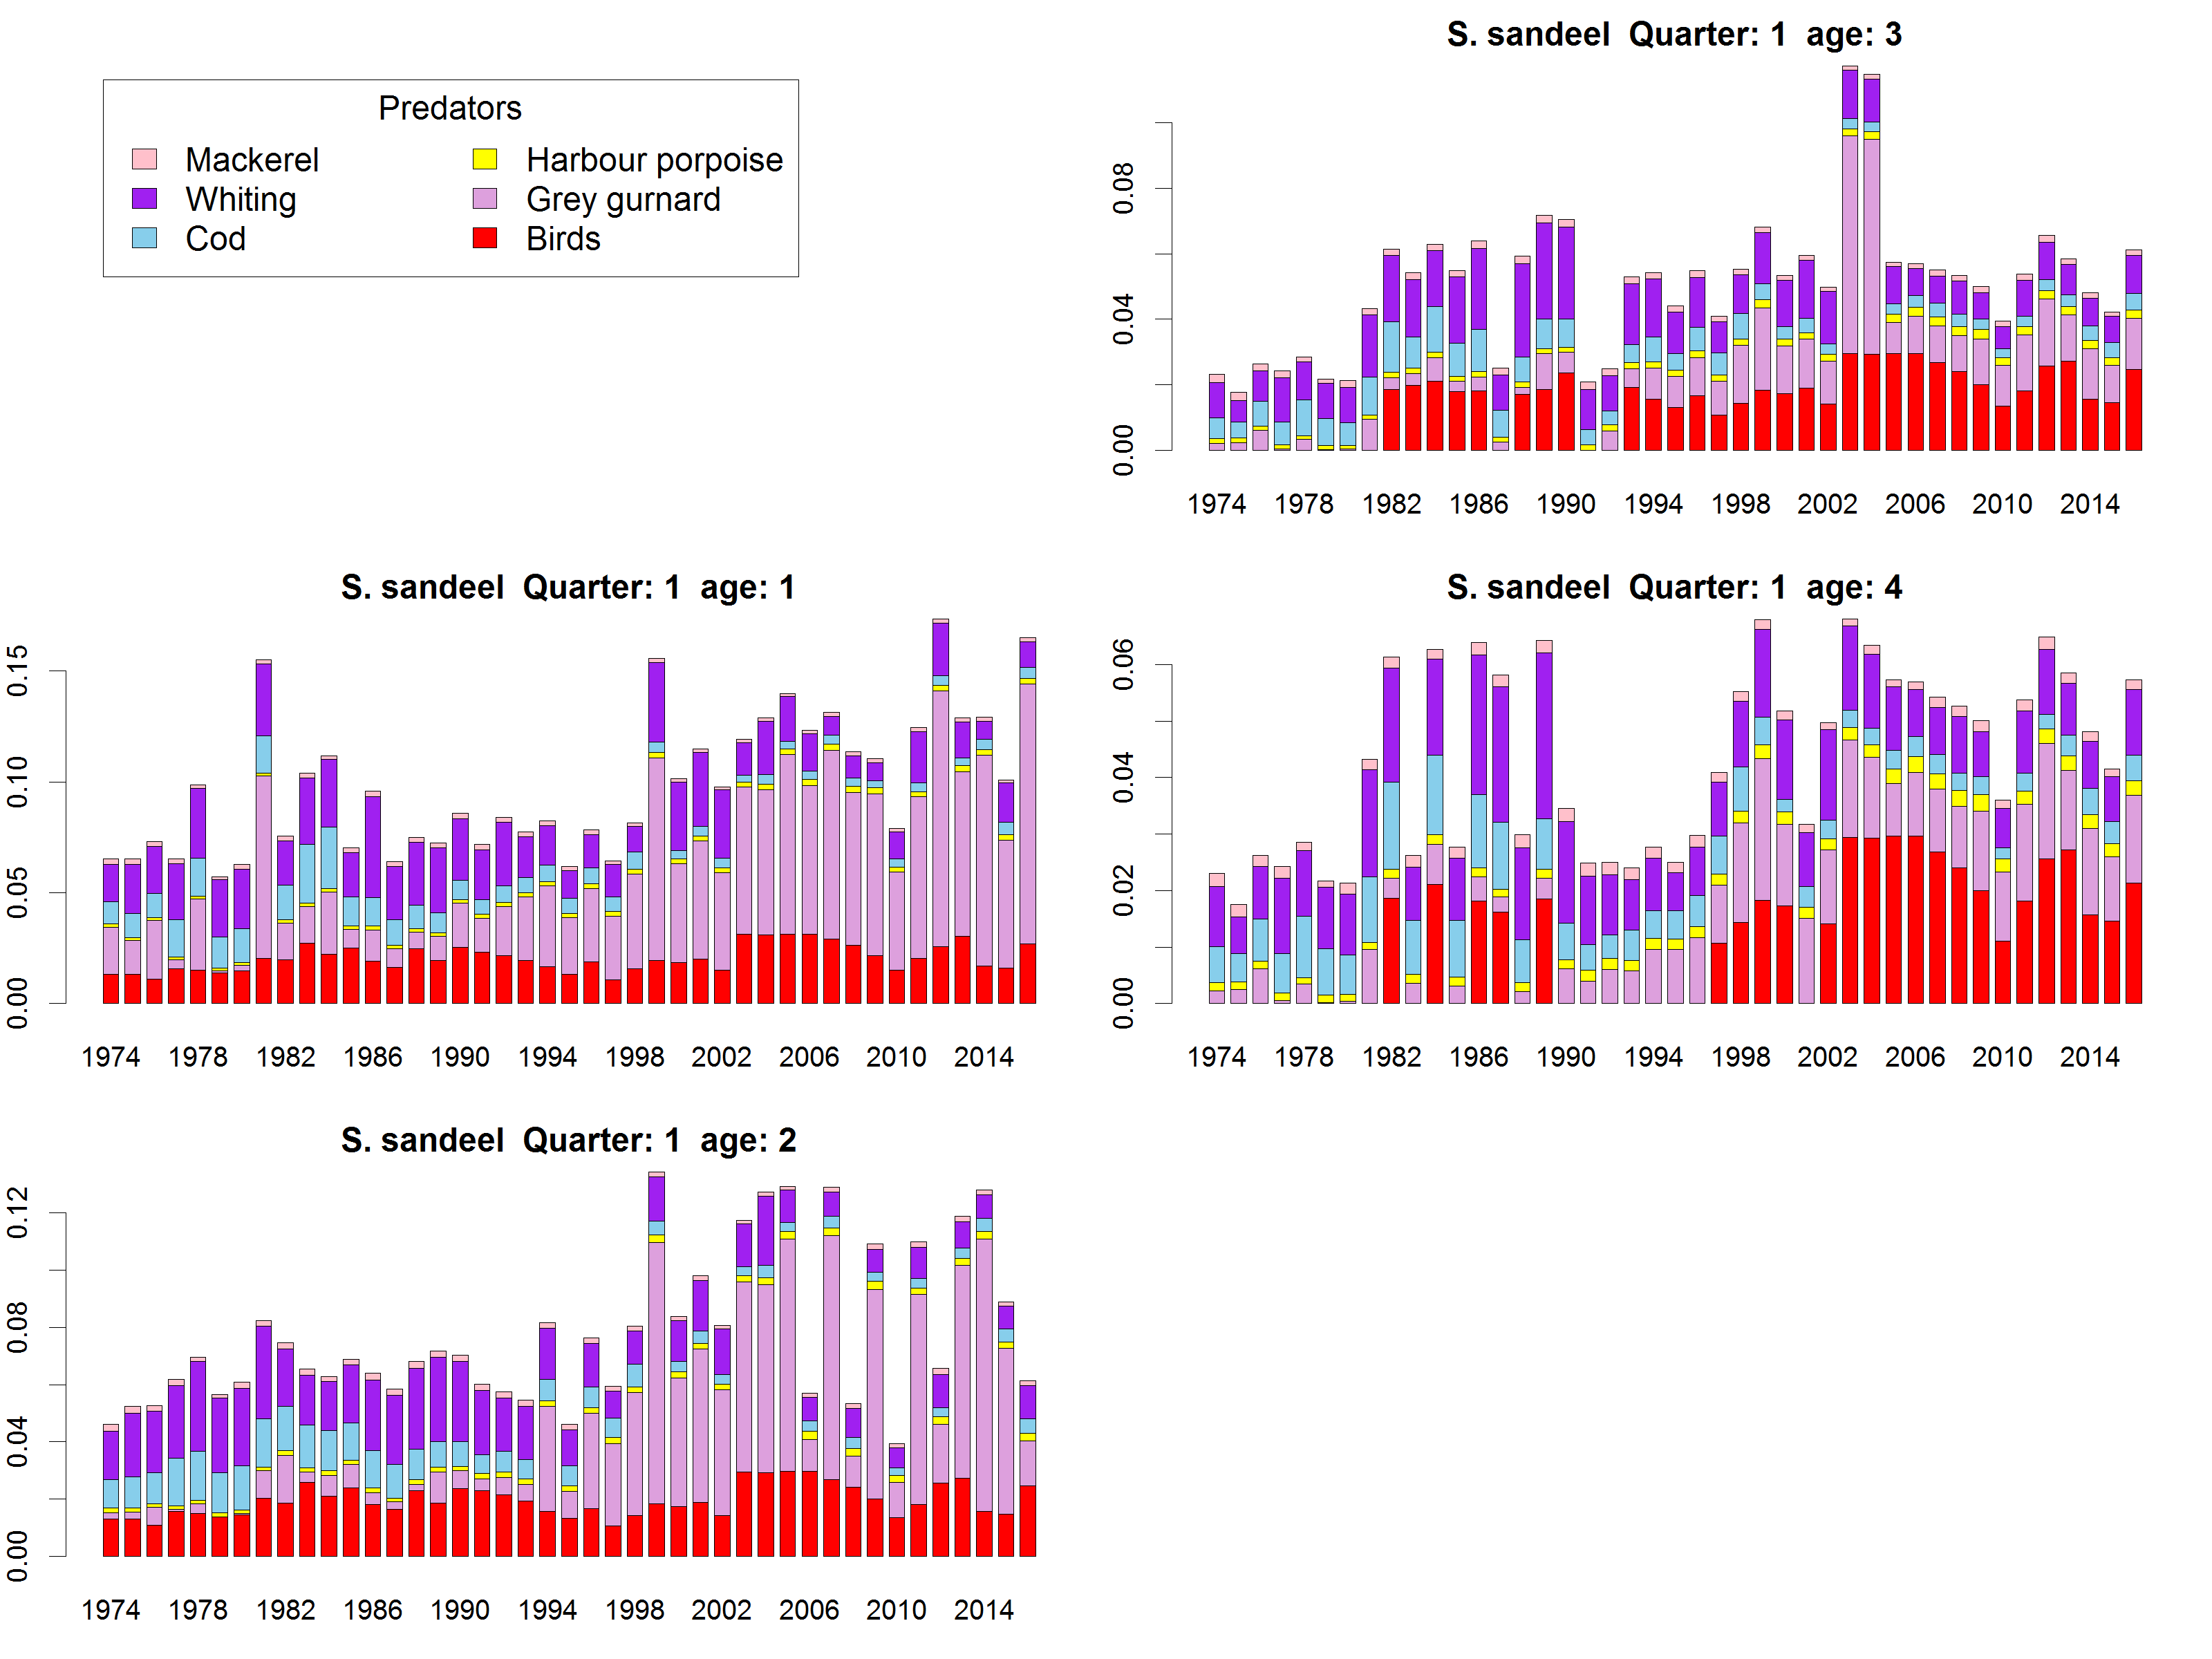 Predators
Mackerel Harbour porpoise
Whiting Grey gurnard
Cod Birds
S. sandeel Quarter: 1 age: 3
0.00 0.04 0.08
1974 1978 1982 1986 1990 1994 1998 2002 2006 2010 2014
S. sandeel Quarter: 1 age: 1
0.00 0.05 0.10 0.15
1974 1978 1982 1986 1990 1994 1998 2002 2006 2010 2014
S. sandeel Quarter: 1 age: 4
0.00 0.02 0.04 0.06
1974 1978 1982 1986 1990 1994 1998 2002 2006 2010 2014
S. sandeel Quarter: 1 age: 2
0.00 0.04 0.08 0.12
1974 1978 1982 1986 1990 1994 1998 2002 2006 2010 2014